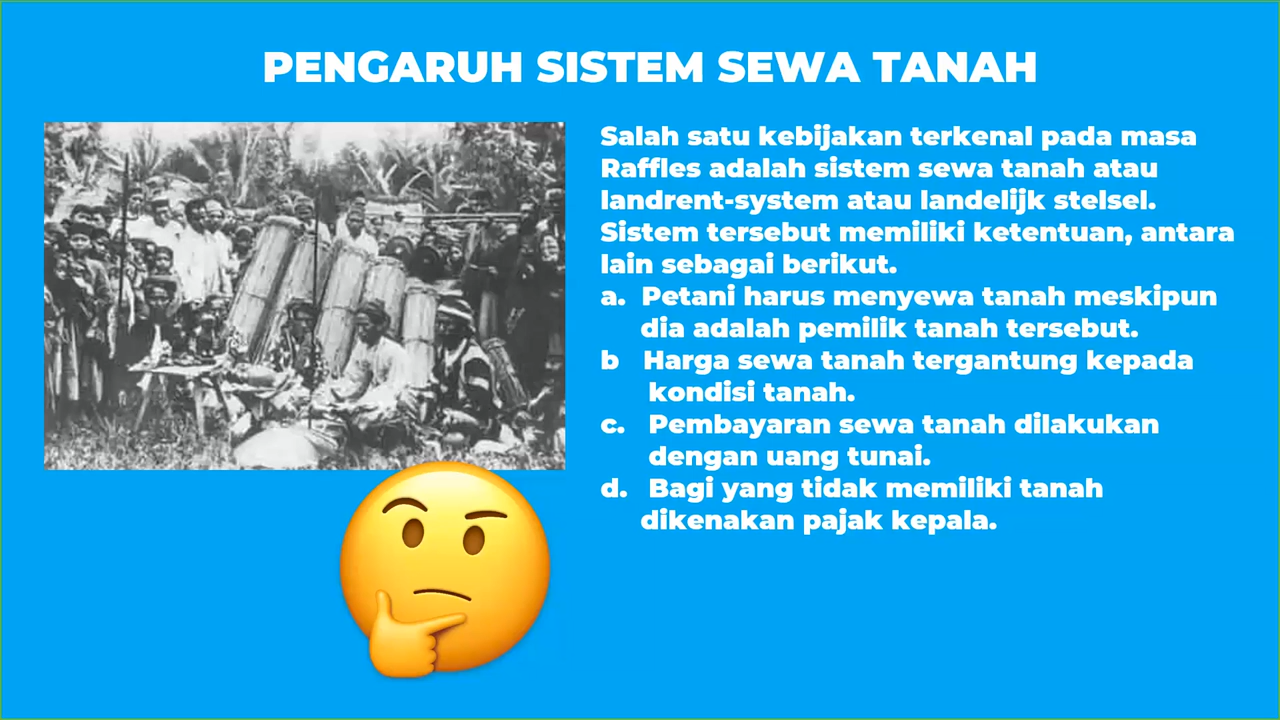 PENGARUH SISTEM SEWA TANAH
Salah satu kebijakan terkenal pada masa
Raffles adalah sistem sewa tanah atau
landrent-system atau landelijk stelsel.
Sistem tersebut memiliki ketentuan, antara
lain sebagai berikut.
a. Petani harus menyewa tanah meskipun
dia adalah pemilik tanah tersebut.
b Harga sewa tanah tergantung kepada
kondisi tanah.
c. Pembayaran sewa tanah dilakukan
dengan uang tunai.
d. Bagi yang tidak memiliki tanah
dikenakan pajak kepala.